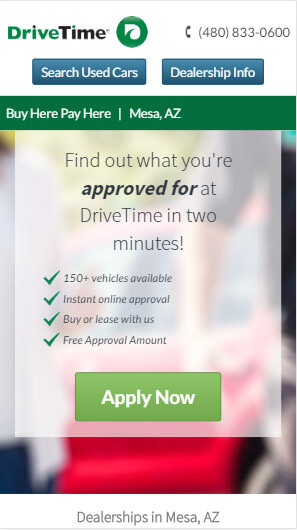 DriveTime® (480) 833-0600
Search Used Cars Dealership Info
Buy Here Pay Here | Mesa, AZ
Find out what you're
approved for at
DriveTime in two
minutes!
150+ vehicles available
Instant online approval
Buy or lease with us
Free Approval Amount
Apply Now
Dealerships in Mesa, AZ